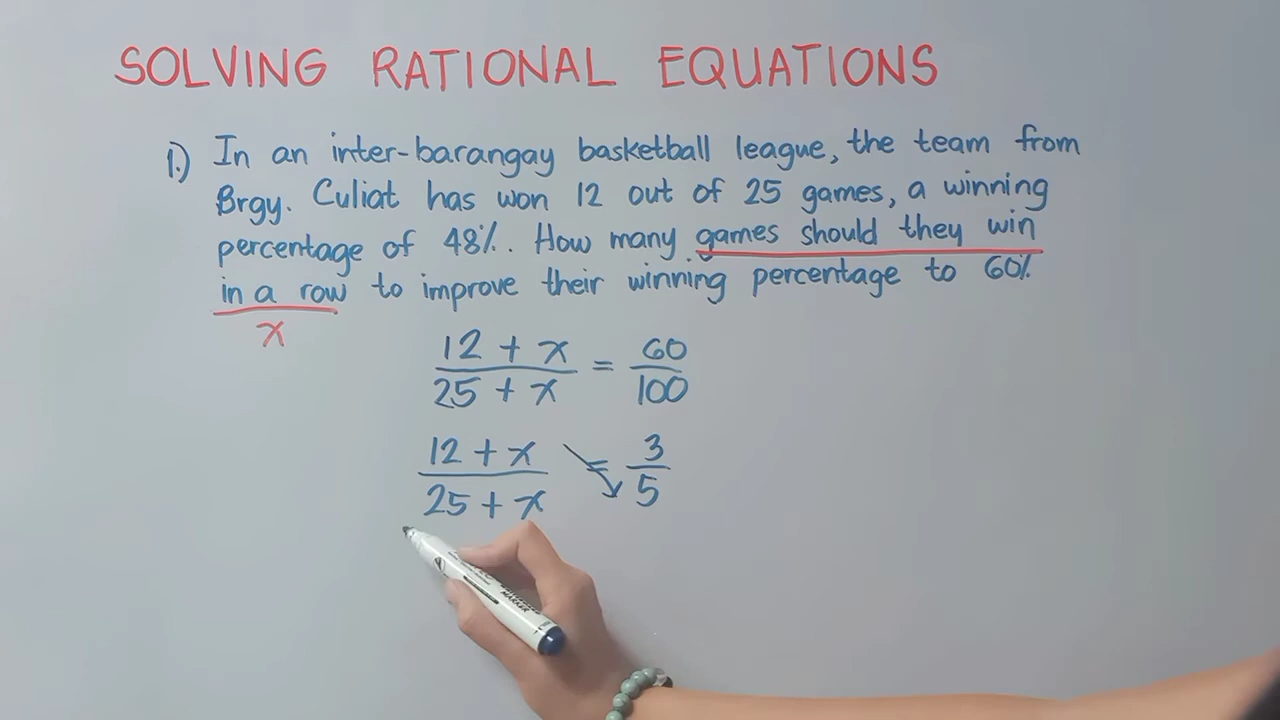 SOLVING RATIONAL EQUATIONS
1.) In an inter-barangay basketball league, the team from
Brgy. Culiat has won 12 out of 25 games, a winning
percentage of 48%. How many games should they win
in a row to improve their winning percentage to 60%
x
12 + x = 60
25 + x 100
12 + x = 3
25 + x 5
MARKER